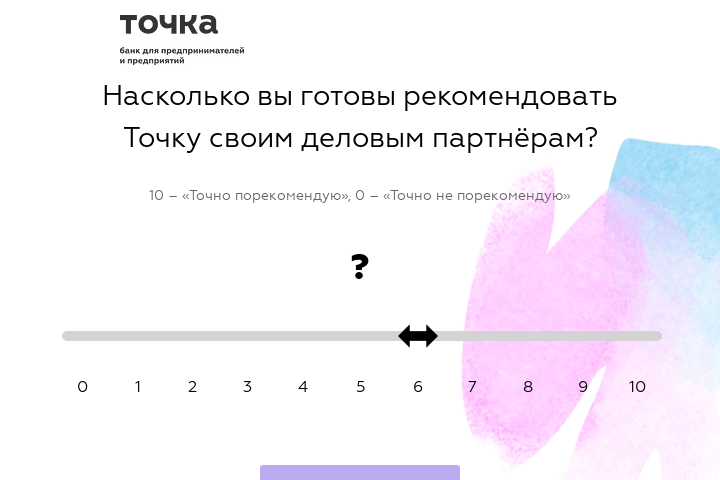 точка
банк для предпринимателей
и предприятий
Насколько вы готовы рекомендовать
Точку своим деловым партнёрам?
10 – «Точно порекомендую», 0 – «Точно не порекомендую»
?
0 1 2 3 4 5 6 7 8 9 10